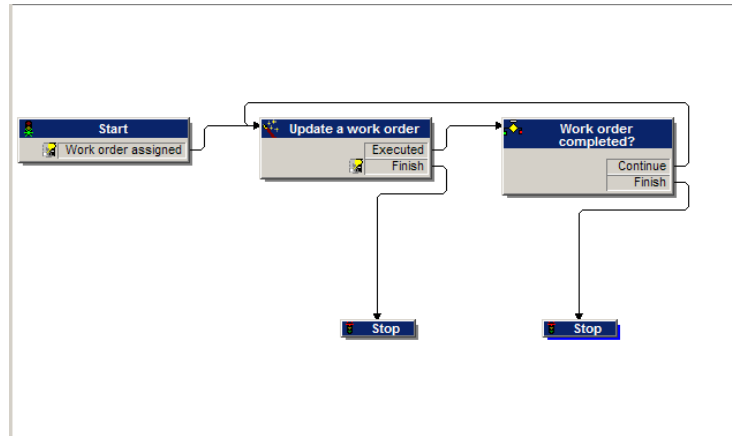 Start
Work order assigned
Update a work order
Executed
Finish
Work order
completed?
Continue
Finish
Stop
Stop